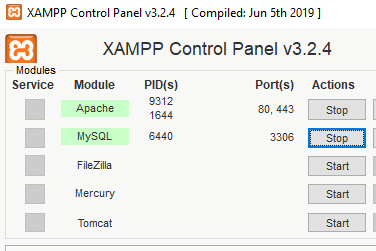 XAMPP Control Panel v3.2.4 [ Compiled: Jun 5th 2019 ]
XAMPP Control Panel v3.2.4
Modules
Service Module PID(s) Port(s) Actions
Apache 9312 1644 80, 443 Stop
MySQL 6440 3306 Stop
FileZilla Start
Mercury Start
Tomcat Start